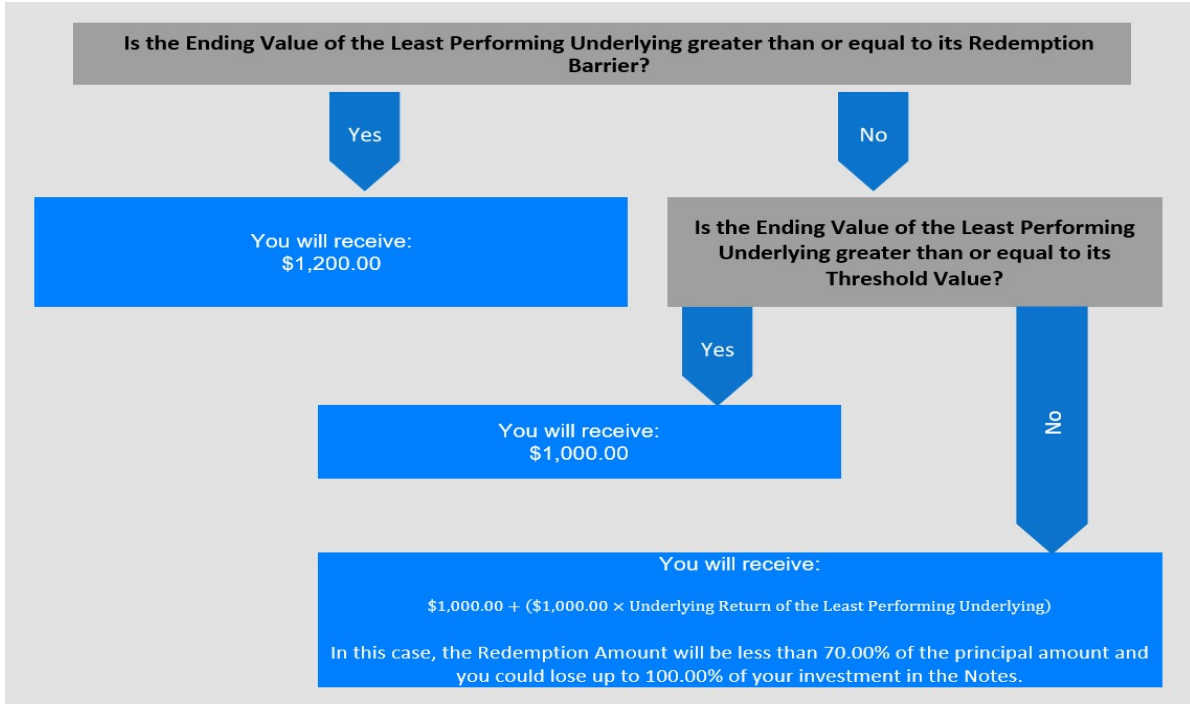 Is the Ending Value of the Least Performing Underlying greater than or equal to its Redemption
Barrier?
Yes
No
You will receive:
$1,200.00
Is the Ending Value of the Least Performing
Underlying greater than or equal to its
Threshold Value?
Yes
No
You will receive:
$1,000.00
You will receive:
$1,000.00 + ($1,000.00 × Underlying Return of the Least Performing Underlying)
In this case, the Redemption Amount will be less than 70.00% of the principal amount and
you could lose up to 100.00% of your investment in the Notes.